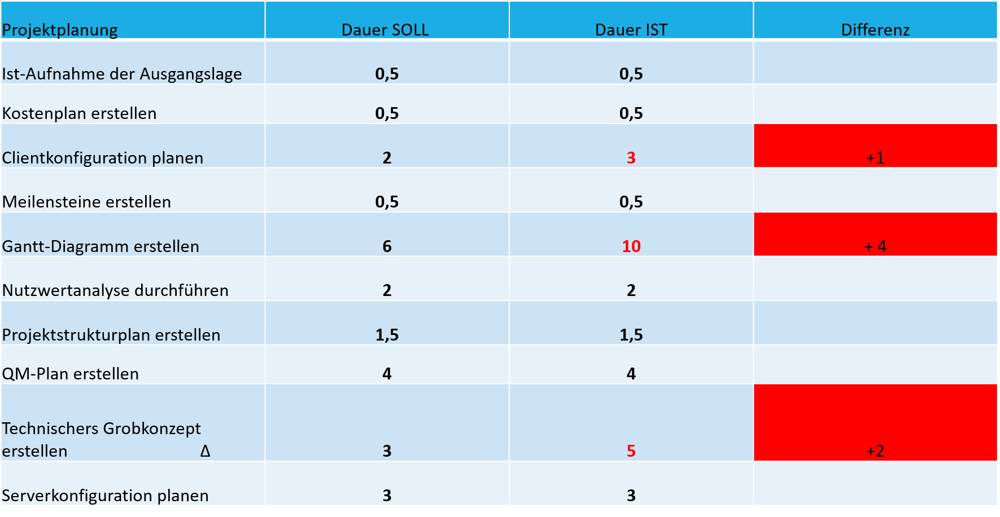 Projektplanung Dauer SOLL Dauer IST Differenz
Ist-Aufnahme der Ausgangslage 0,5 0,5
Kostenplan erstellen 0,5 0,5
Clientkonfiguration planen 2 3 +1
Meilensteine erstellen 0,5 0,5
Gantt-Diagramm erstellen 6 10 + 4
Nutzwertanalyse durchführen 2 2
Projektstrukturplan erstellen 1,5 1,5
QM-Plan erstellen 4 4
Technischers Grobkonzept
erstellen Δ 3 5 +2
Serverkonfiguration planen 3 3